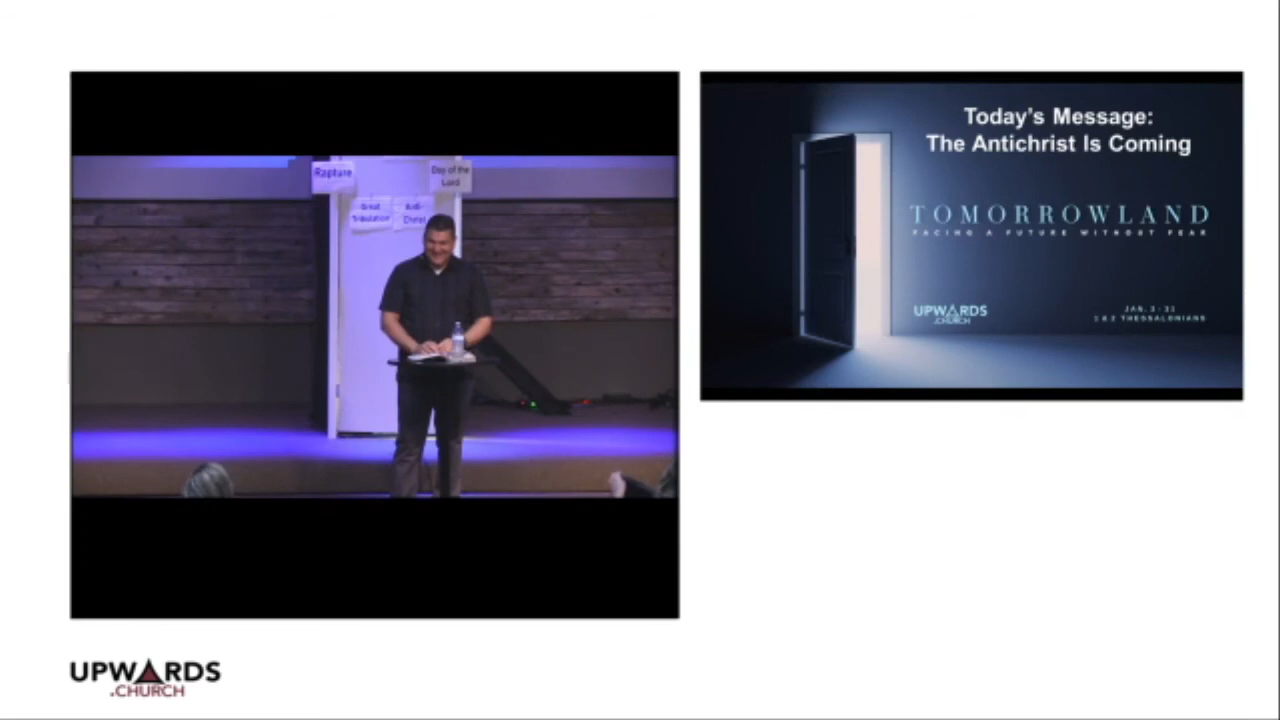 Rapture
Day of the
Lord
Great
Tribulation
Anti-
Christ
Today's Message:
The Antichrist Is Coming
TOMORROWLAND
FACING A FUTURE WITHOUT FEAR
UPWARDS
.CHURCH
JAN. 3 - 31
1 & 2 THESSALONIANS
UPWARDS
.CHURCH